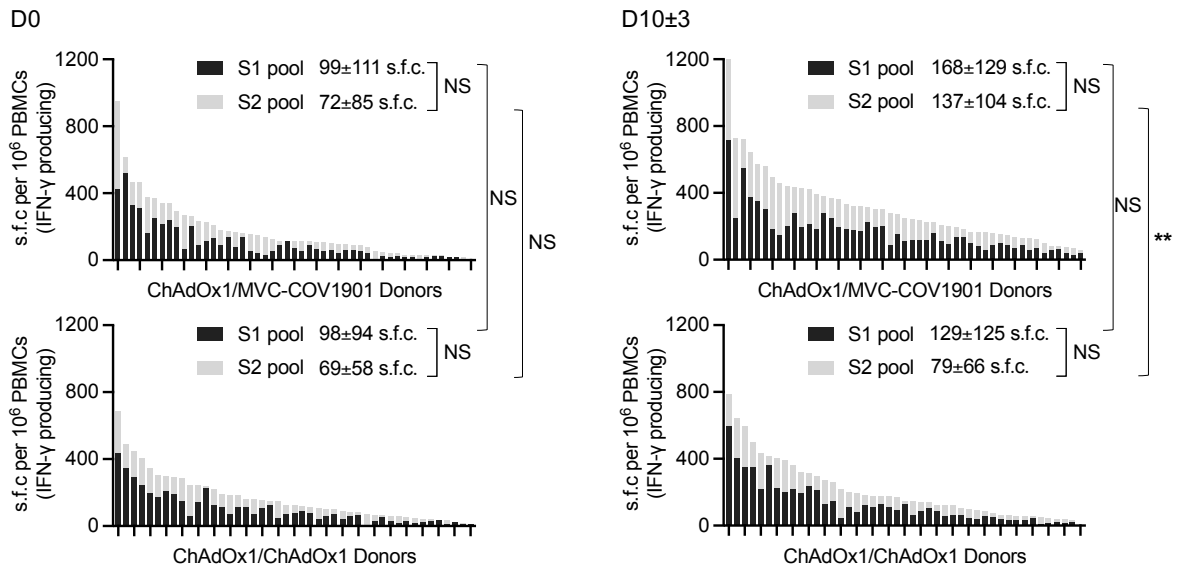 D0
1200
800
400
0
s.f.c per 10⁶ PBMCs
(IFN-γ producing)
S1 pool 99±111 s.f.c.
S2 pool 72±85 s.f.c.
NS
ChAdOx1/MVC-COV1901 Donors
1200
800
400
0
s.f.c per 10⁶ PBMCs
(IFN-γ producing)
S1 pool 98±94 s.f.c.
S2 pool 69±58 s.f.c.
NS
ChAdOx1/ChAdOx1 Donors
NS
NS
D10±3
1200
800
400
0
s.f.c per 10⁶ PBMCs
(IFN-γ producing)
S1 pool 168±129 s.f.c.
S2 pool 137±104 s.f.c.
NS
ChAdOx1/MVC-COV1901 Donors
1200
800
400
0
s.f.c per 10⁶ PBMCs
(IFN-γ producing)
S1 pool 129±125 s.f.c.
S2 pool 79±66 s.f.c.
NS
ChAdOx1/ChAdOx1 Donors
NS
**